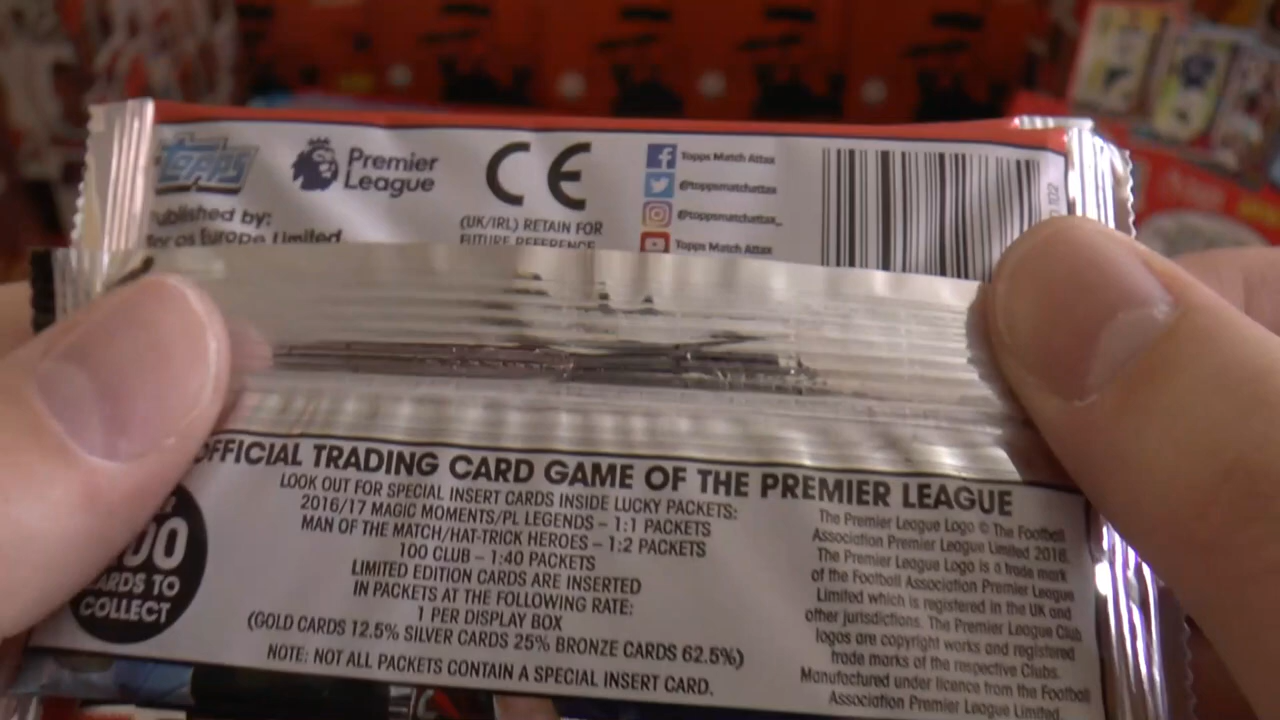 TOPPS
Premier
League
CE
Published by:
Europe Limited
(UK/IRL) RETAIN FOR
FUTURE REFERENCE
Topps Match Attax
@toppsmatchattax
@toppsmatchattax_
Topps Match Attax
102
OFFICIAL TRADING CARD GAME OF THE PREMIER LEAGUE
LOOK OUT FOR SPECIAL INSERT CARDS INSIDE LUCKY PACKETS:
2016/17 MAGIC MOMENTS/PL LEGENDS – 1:1 PACKETS
MAN OF THE MATCH/HAT-TRICK HEROES – 1:2 PACKETS
100 CLUB – 1:40 PACKETS
LIMITED EDITION CARDS ARE INSERTED
IN PACKETS AT THE FOLLOWING RATE:
1 PER DISPLAY BOX
(GOLD CARDS 12.5% SILVER CARDS 25% BRONZE CARDS 62.5%)
NOTE: NOT ALL PACKETS CONTAIN A SPECIAL INSERT CARD.
00
CARDS TO
COLLECT
The Premier League Logo © The Football
Association Premier League Limited 2016.
The Premier League Logo is a trade mark
of the Football Association Premier League
Limited which is registered in the UK and
other jurisdictions. The Premier League Club
logos are copyright works and registered
trade marks of the respective Clubs.
Manufactured under licence from the Football
Association Premier League Limited